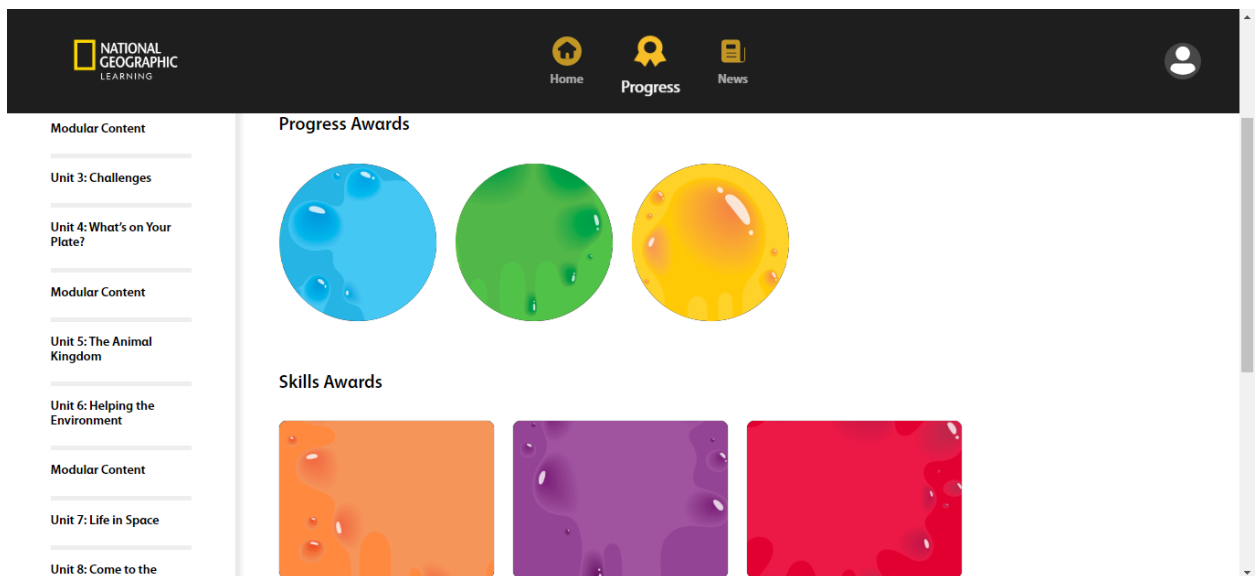 NATIONAL
GEOGRAPHIC
LEARNING
Home
Progress
News
Modular Content
Unit 3: Challenges
Unit 4: What's on Your
Plate?
Modular Content
Unit 5: The Animal
Kingdom
Unit 6: Helping the
Environment
Modular Content
Unit 7: Life in Space
Unit 8: Come to the
Progress Awards
Skills Awards